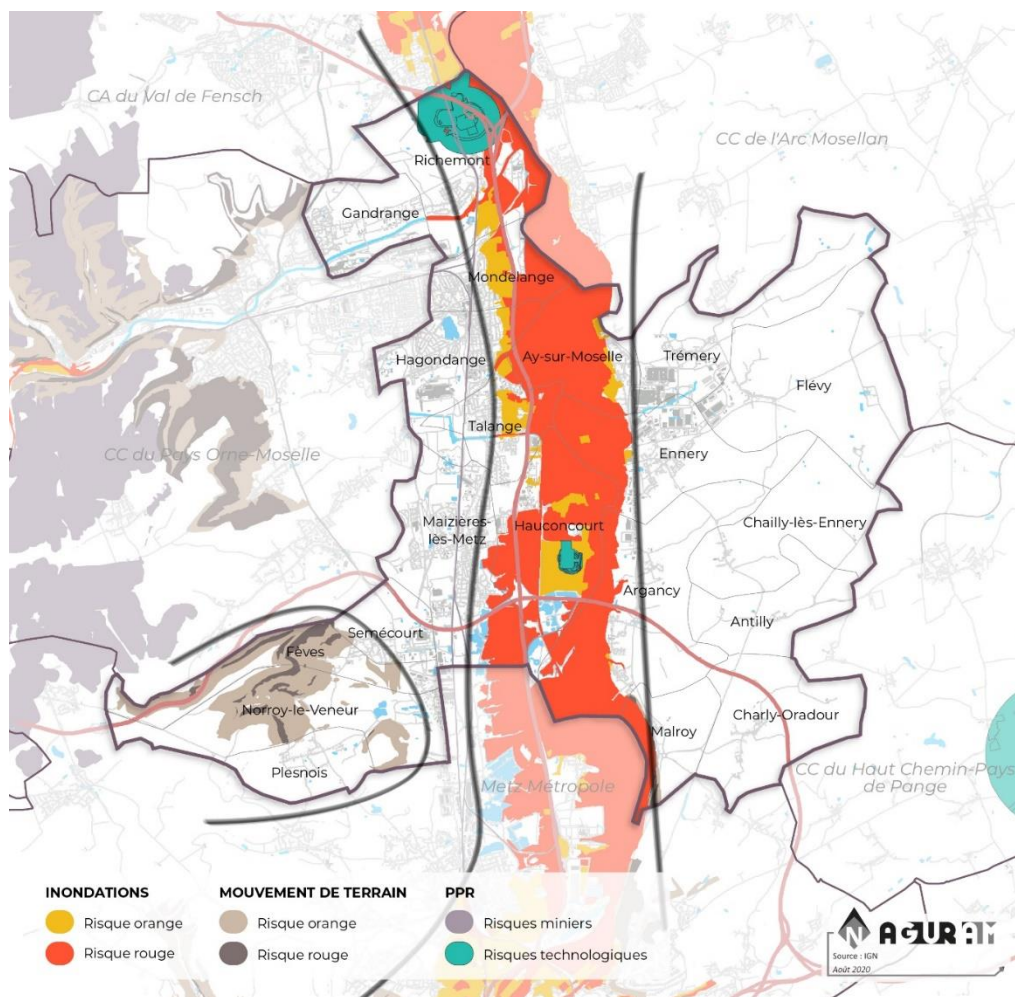 CA du Val de Fensch
CC de l'Arc Mosellan
Richemont
Gandrange
Mondelange
Hagondange
Ay-sur-Moselle
Trémery
Flévy
Talange
CC du Pays Orne-Moselle
Ennery
Maizières-
lès-Metz
Hauconcourt
Chailly-lès-Ennery
Argancy
Antilly
Semécourt
Fèves
Norroy-le-Veneur
Charly-Oradour
Malroy
Plesnois
CC du Haut Chemin-Pays
de Pange
Metz Métropole
INONDATIONS
Risque orange
Risque rouge
MOUVEMENT DE TERRAIN
Risque orange
Risque rouge
PPR
Risques miniers
Risques technologiques
N AGURAM
Source : IGN
Août 2020